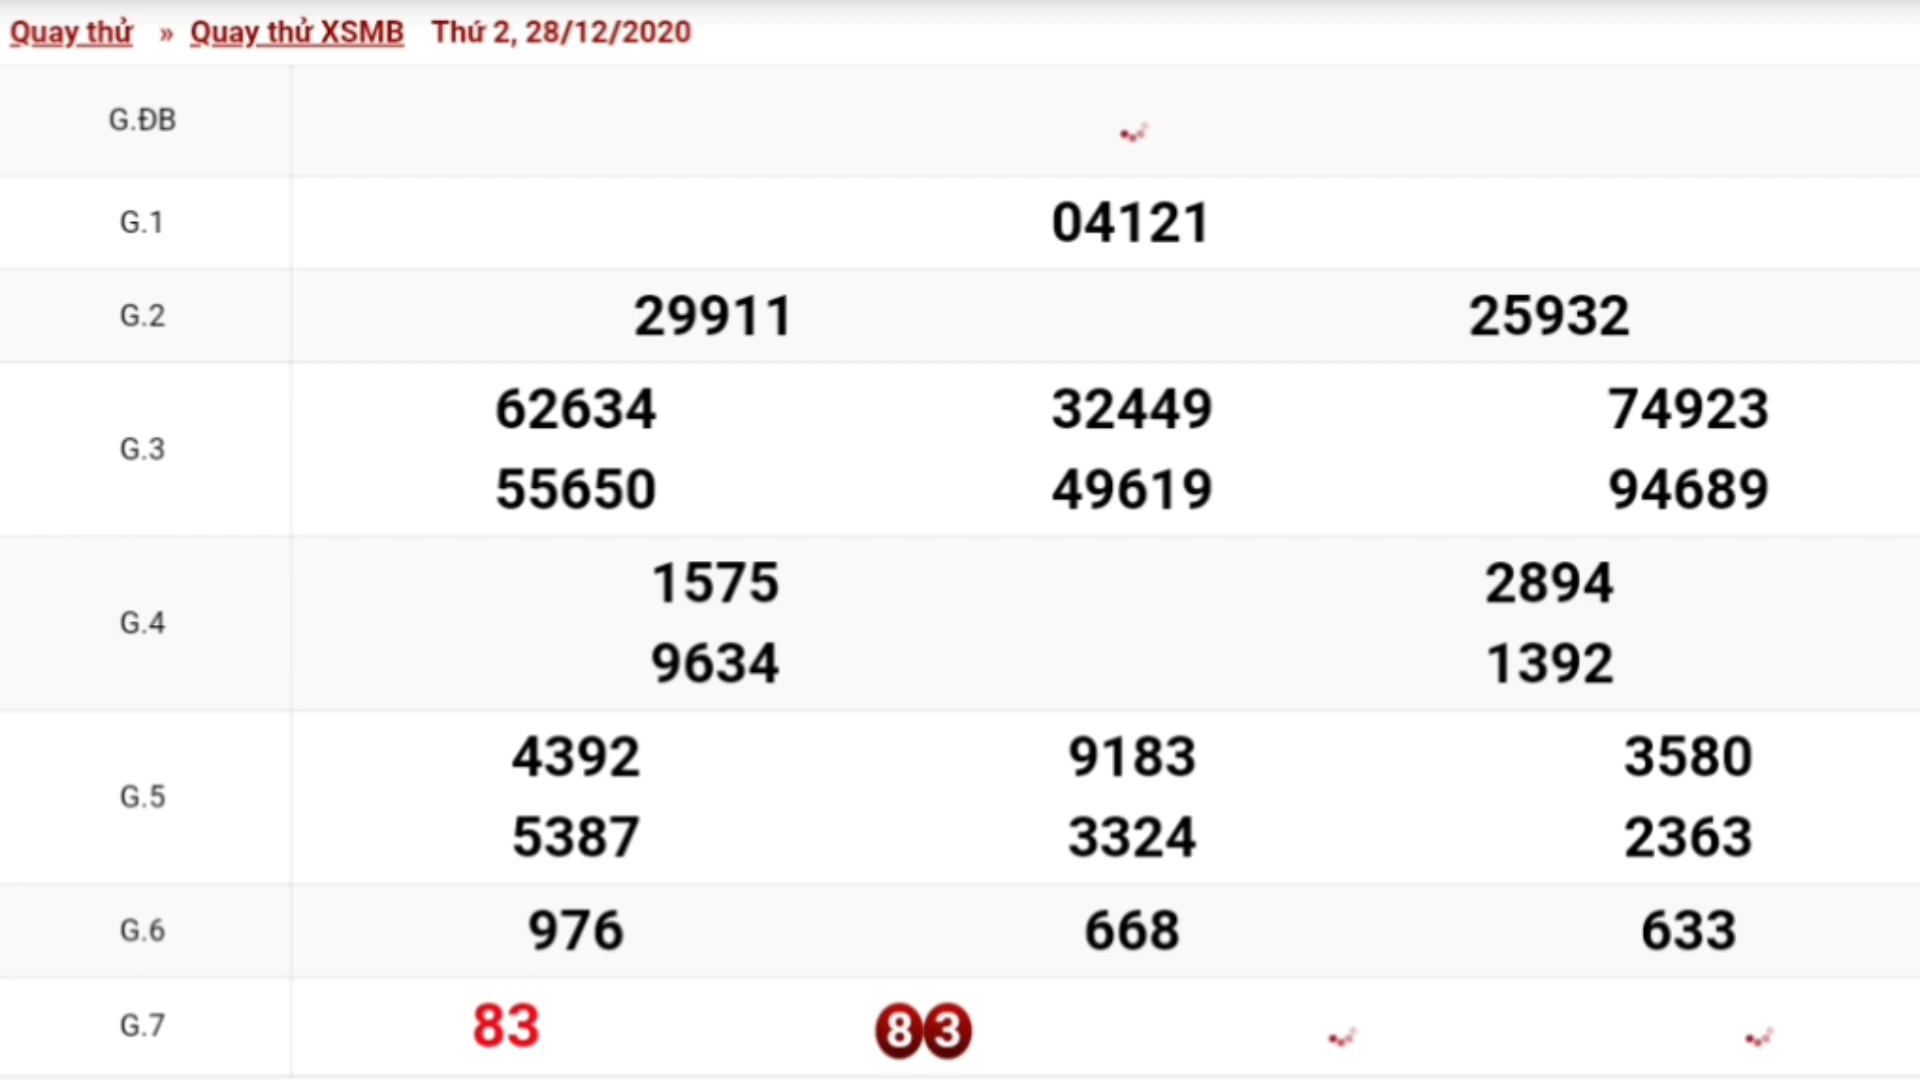 Quay thử » Quay thử XSMB Thứ 2, 28/12/2020
G.ĐB
G.1 04121
G.2 29911 25932
G.3
62634 32449 74923
55650 49619 94689
G.4
1575 2894
9634 1392
G.5
4392 9183 3580
5387 3324 2363
G.6 976 668 633
G.7 83 83